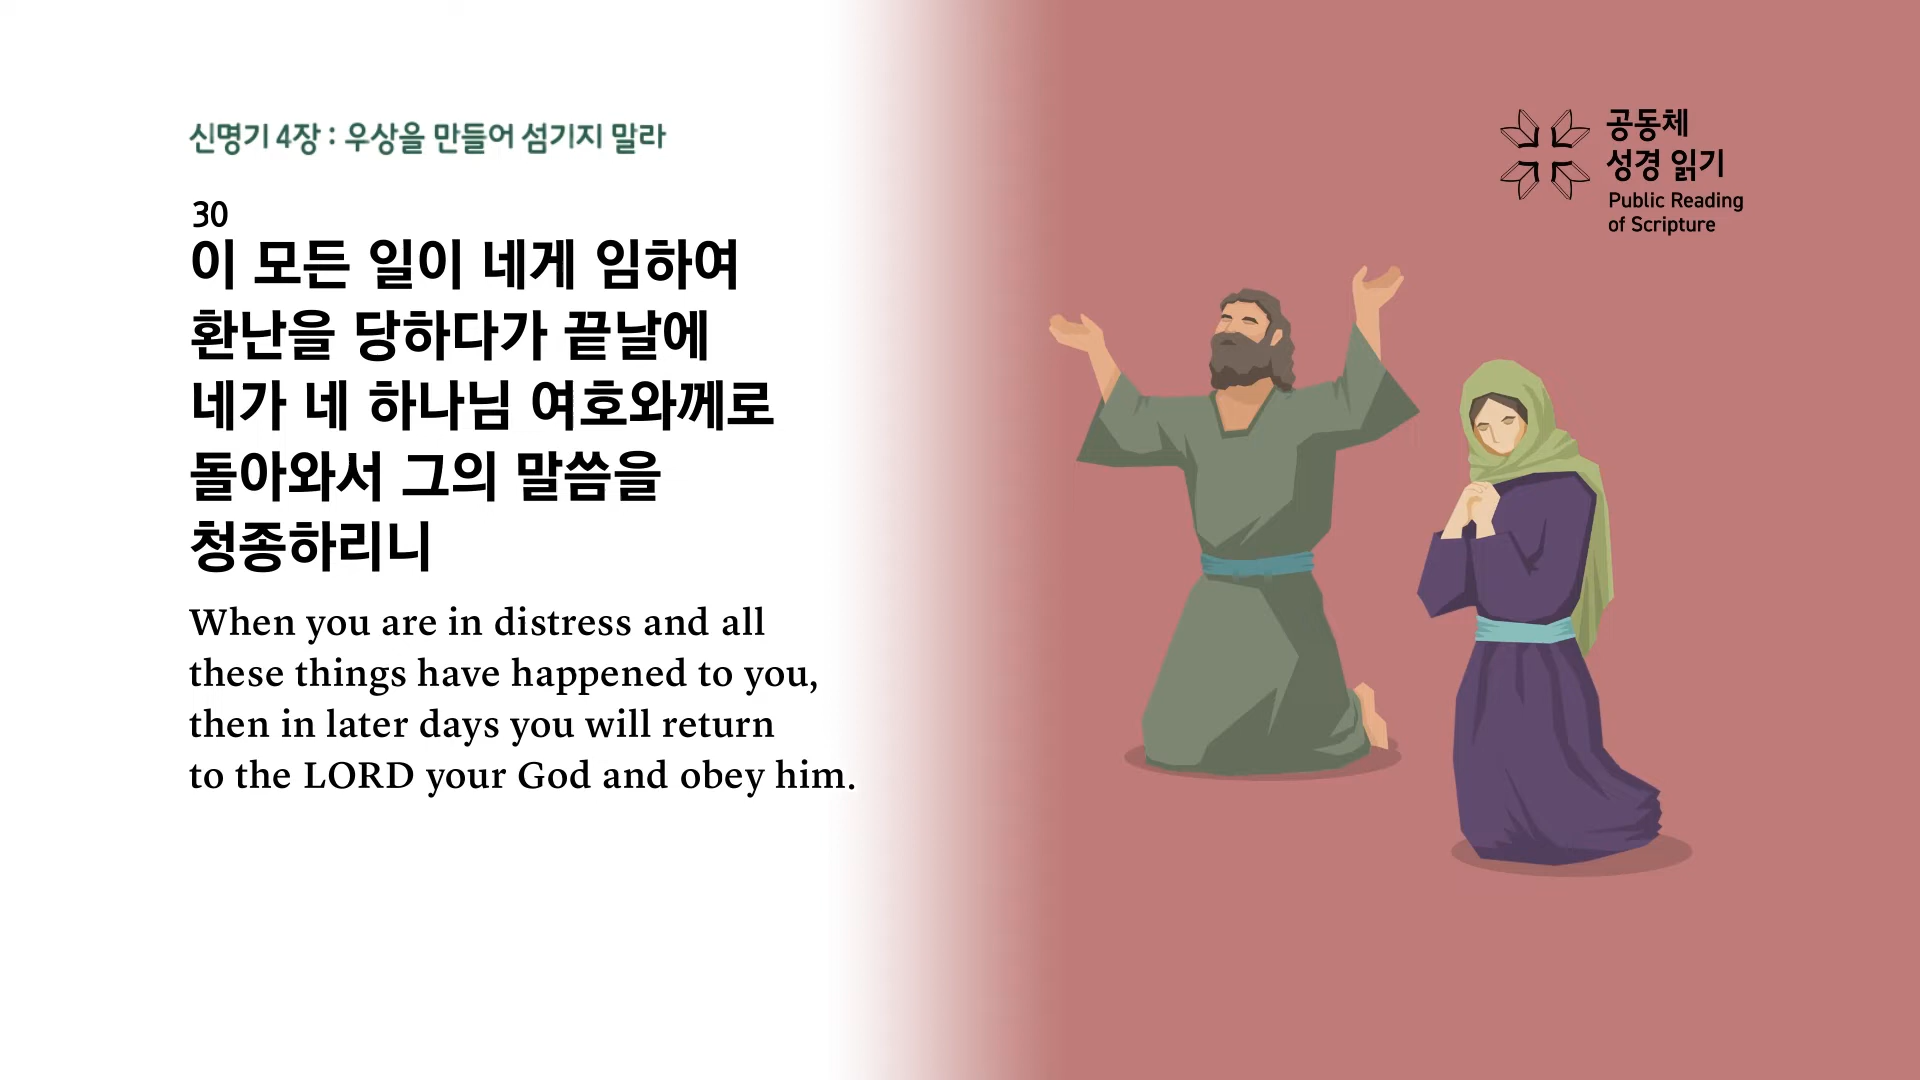 신명기 4장 : 우상을 만들어 섬기지 말라
30
이 모든 일이 네게 임하여
환난을 당하다가 끝날에
네가 네 하나님 여호와께로
돌아와서 그의 말씀을
청종하리니
When you are in distress and all
these things have happened to you,
then in later days you will return
to the LORD your God and obey him.
공동체
성경 읽기
Public Reading
of Scripture